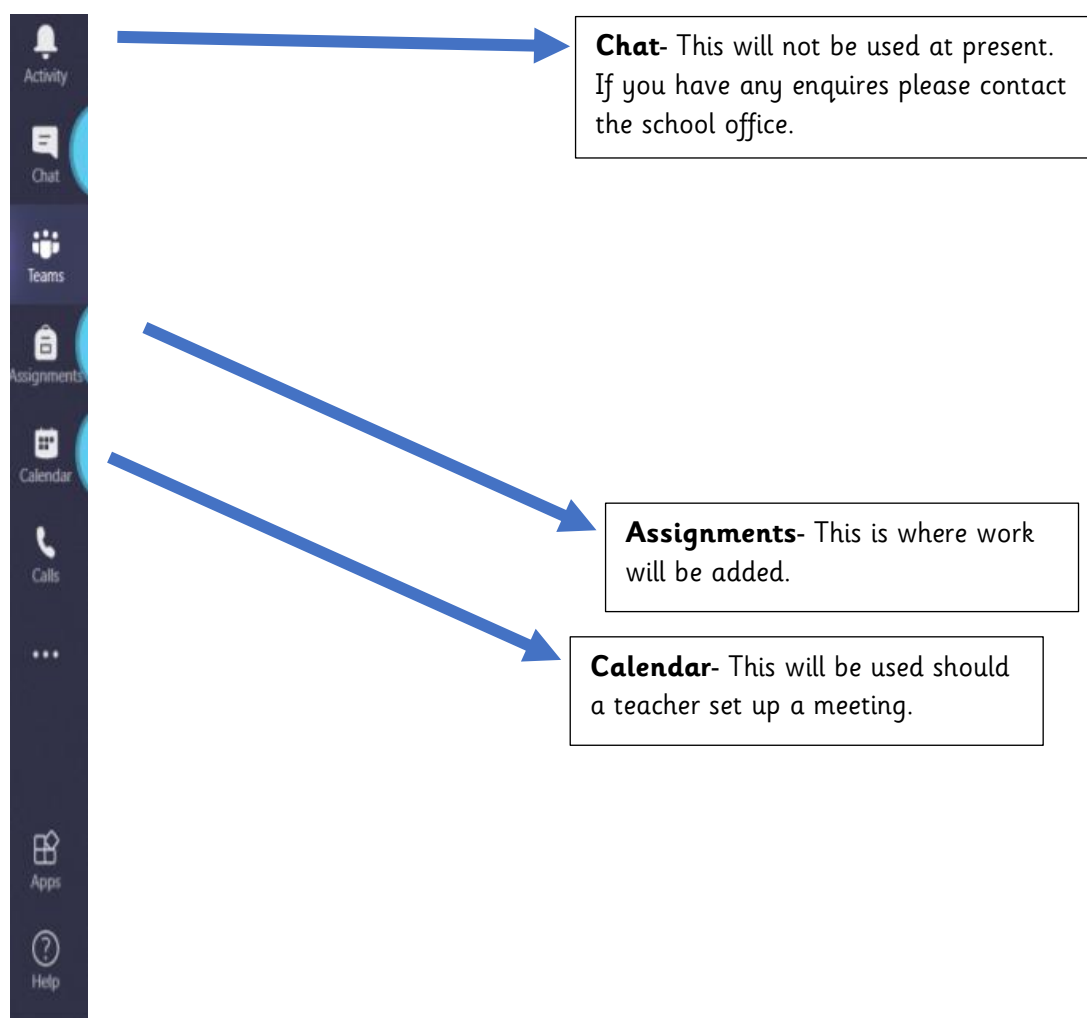 Activity
Chat
Teams
Assignments
Calendar
Calls
Apps
Help
Chat- This will not be used at present.
If you have any enquires please contact
the school office.
Assignments- This is where work
will be added.
Calendar- This will be used should
a teacher set up a meeting.